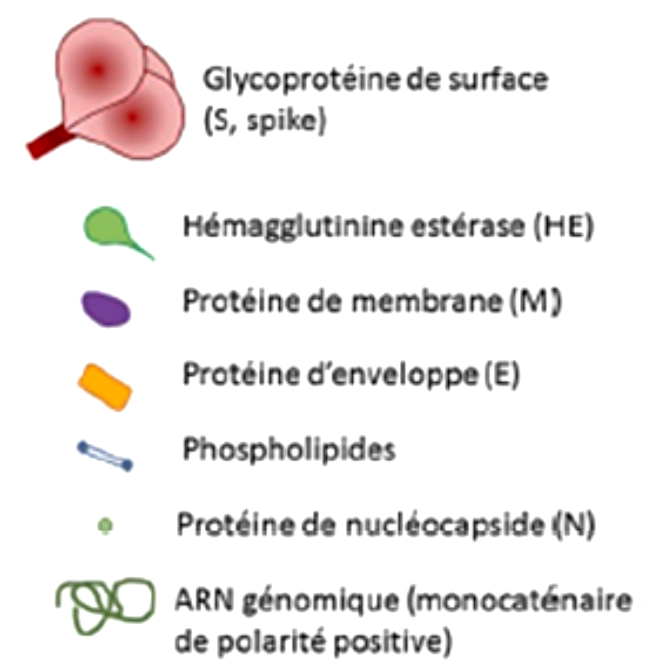 Glycoprotéine de surface
(S, spike)
Hémagglutinine estérase (HE)
Protéine de membrane (M)
Protéine d'enveloppe (E)
Phospholipides
Protéine de nucléocapside (N)
ARN génomique (monocaténaire
de polarité positive)